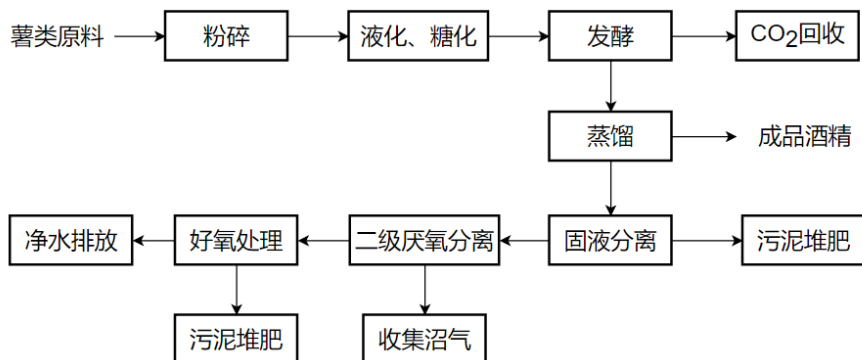 薯类原料
粉碎
液化、糖化
发酵
CO2回收
蒸馏
成品酒精
净水排放
好氧处理
二级厌氧分离
固液分离
污泥堆肥
污泥堆肥
收集沼气